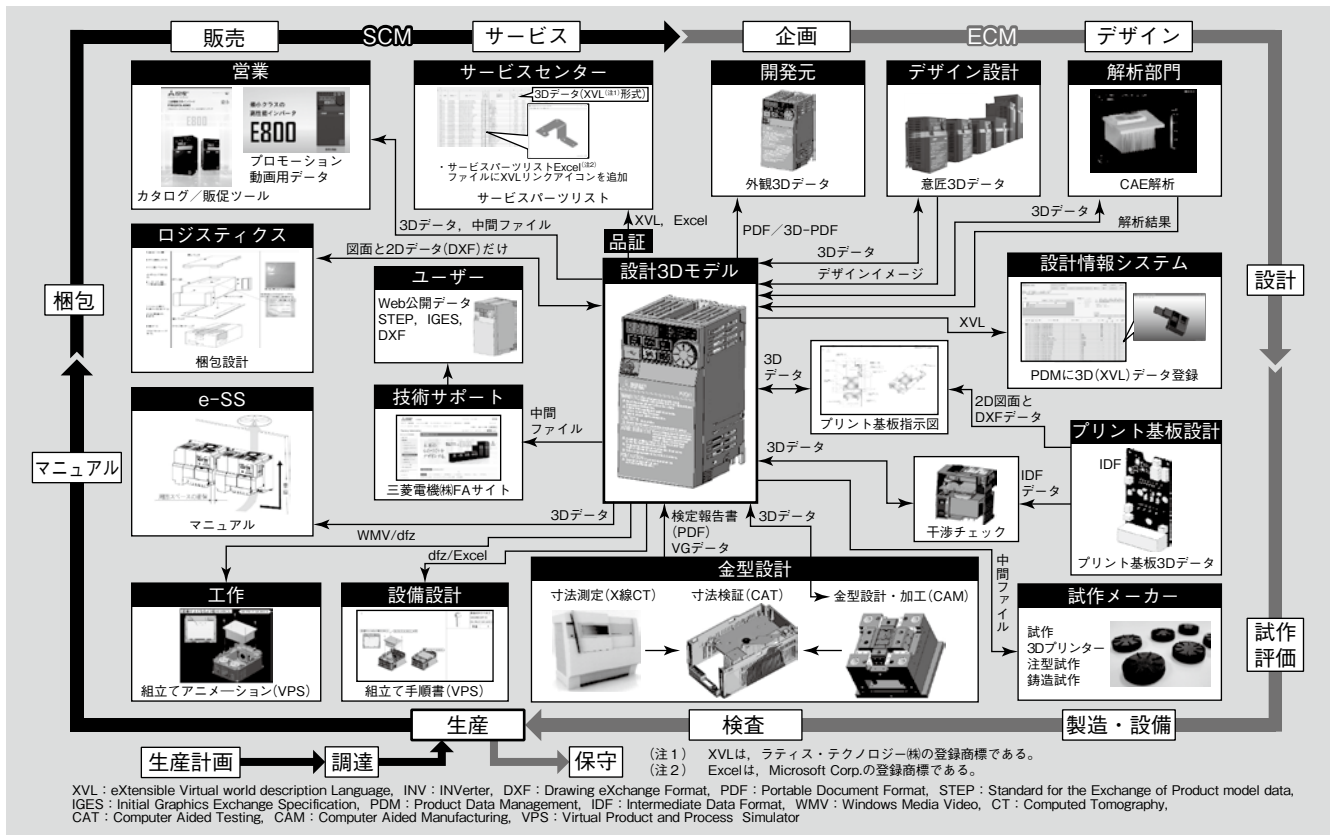 販売
SCM
サービス
企画
ECM
デザイン
営業
E800
極小クラスの
高性能インバータ
E800
プロモーション
動画用データ
カタログ／販促ツール
サービスセンター
3Dデータ(XVL(注1)形式)
・サービスパーツリストExcel(注2)
ファイルにXVLリンクアイコンを追加
サービスパーツリスト
開発元
外観3Dデータ
デザイン設計
意匠3Dデータ
解析部門
CAE解析
3Dデータ，中間ファイル
XVL，Excel
品証
PDF／3D-PDF
3Dデータ
解析結果
3Dデータ
デザインイメージ
ロジスティクス
図面と2Dデータ(DXF)だけ
梱包設計
梱包
ユーザー
Web公開データ
STEP，IGES，
DXF
設計3Dモデル
設計情報システム
XVL
PDMに3D(XVL)データ登録
設計
技術サポート
中間
ファイル
三菱電機㈱FAサイト
3D
データ
プリント基板指示図
2D図面と
DXFデータ
プリント基板設計
IDF
プリント基板3Dデータ
e-SS
マニュアル
マニュアル
3Dデータ
IDF
データ
干渉チェック
3Dデータ
WMV/dfz
dfz/Excel
検定報告書
(PDF)
VGデータ
3Dデータ
中間ファイル
工作
組立てアニメーション(VPS)
設備設計
組立て手順書(VPS)
金型設計
寸法測定(X線CT)
寸法検証(CAT)
金型設計・加工(CAM)
試作メーカー
試作
3Dプリンター
注型試作
鋳造試作
試作
評価
生産
検査
製造・設備
生産計画
調達
保守
(注1)　XVLは，ラティス・テクノロジー㈱の登録商標である。
(注2)　Excelは，Microsoft Corp.の登録商標である。
XVL：eXtensible Virtual world description Language，INV：INVerter，DXF：Drawing eXchange Format，PDF：Portable Document Format，STEP：Standard for the Exchange of Product model data，
IGES：Initial Graphics Exchange Specification，PDM：Product Data Management，IDF：Intermediate Data Format，WMV：Windows Media Video，CT：Computed Tomography，
CAT：Computer Aided Testing，CAM：Computer Aided Manufacturing，VPS：Virtual Product and Process Simulator